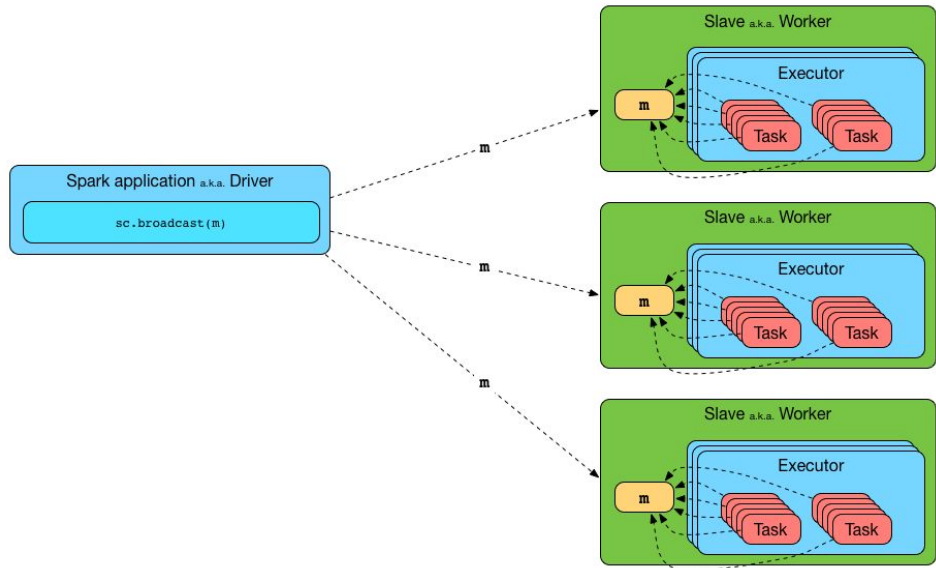 Slave a.k.a. Worker
Executor
m
Task
Task
m
Spark application a.k.a. Driver
sc.broadcast(m)
Slave a.k.a. Worker
Executor
m
m
Task
Task
m
Slave a.k.a. Worker
Executor
m
Task
Task